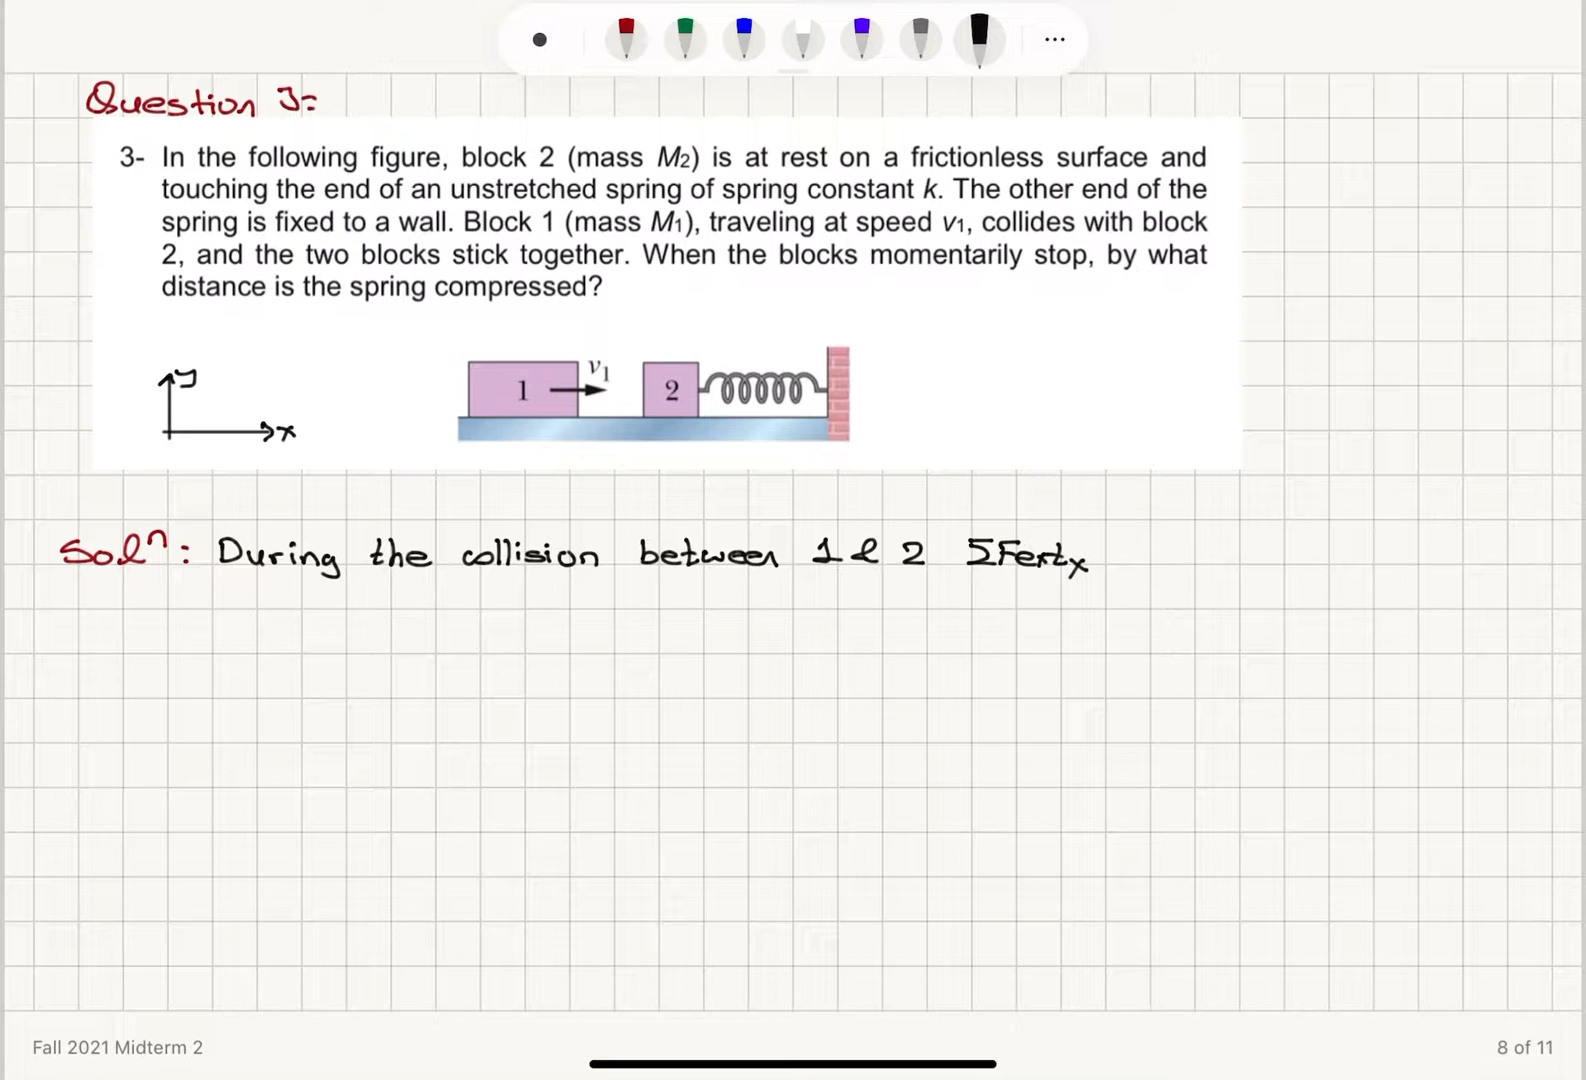 Question 3:
3- In the following figure, block 2 (mass M2) is at rest on a frictionless surface and
touching the end of an unstretched spring of spring constant k. The other end of the
spring is fixed to a wall. Block 1 (mass M1), traveling at speed v1, collides with block
2, and the two blocks stick together. When the blocks momentarily stop, by what
distance is the spring compressed?
y
x
1 v1 2
Solⁿ: During the collision between 1 & 2 ΣFextx
Fall 2021 Midterm 2
8 of 11